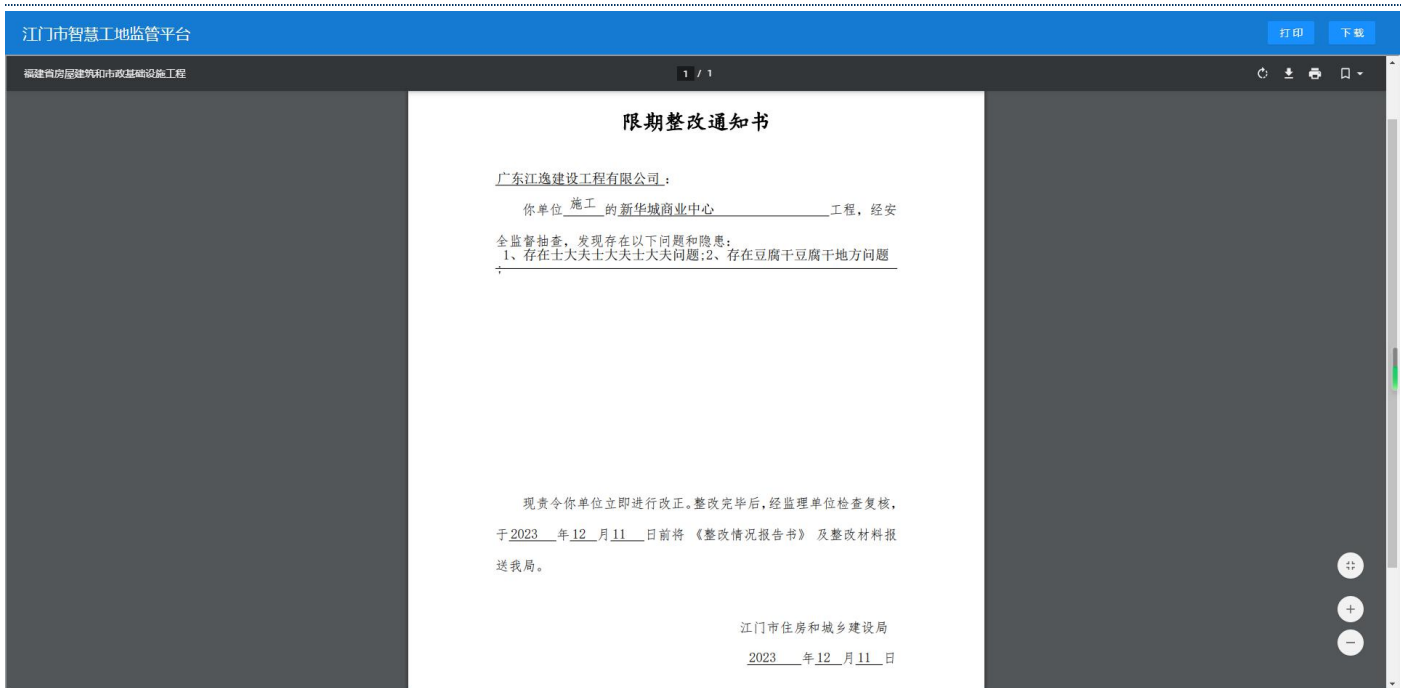 江门市智慧工地监管平台
打印 下载
福建省房屋建筑和市政基础设施工程
1 / 1
限期整改通知书
广东江逸建设工程有限公司：
你单位 施工 的新华城商业中心 工程，经安
全监督抽查，发现存在以下问题和隐患：
1、存在士大夫士大夫士大夫问题;2、存在豆腐干豆腐干地方问题
;
现责令你单位立即进行改正。整改完毕后，经监理单位检查复核，
于2023 年12 月11 日前将 《整改情况报告书》 及整改材料报
送我局。
江门市住房和城乡建设局
2023 年12 月11 日